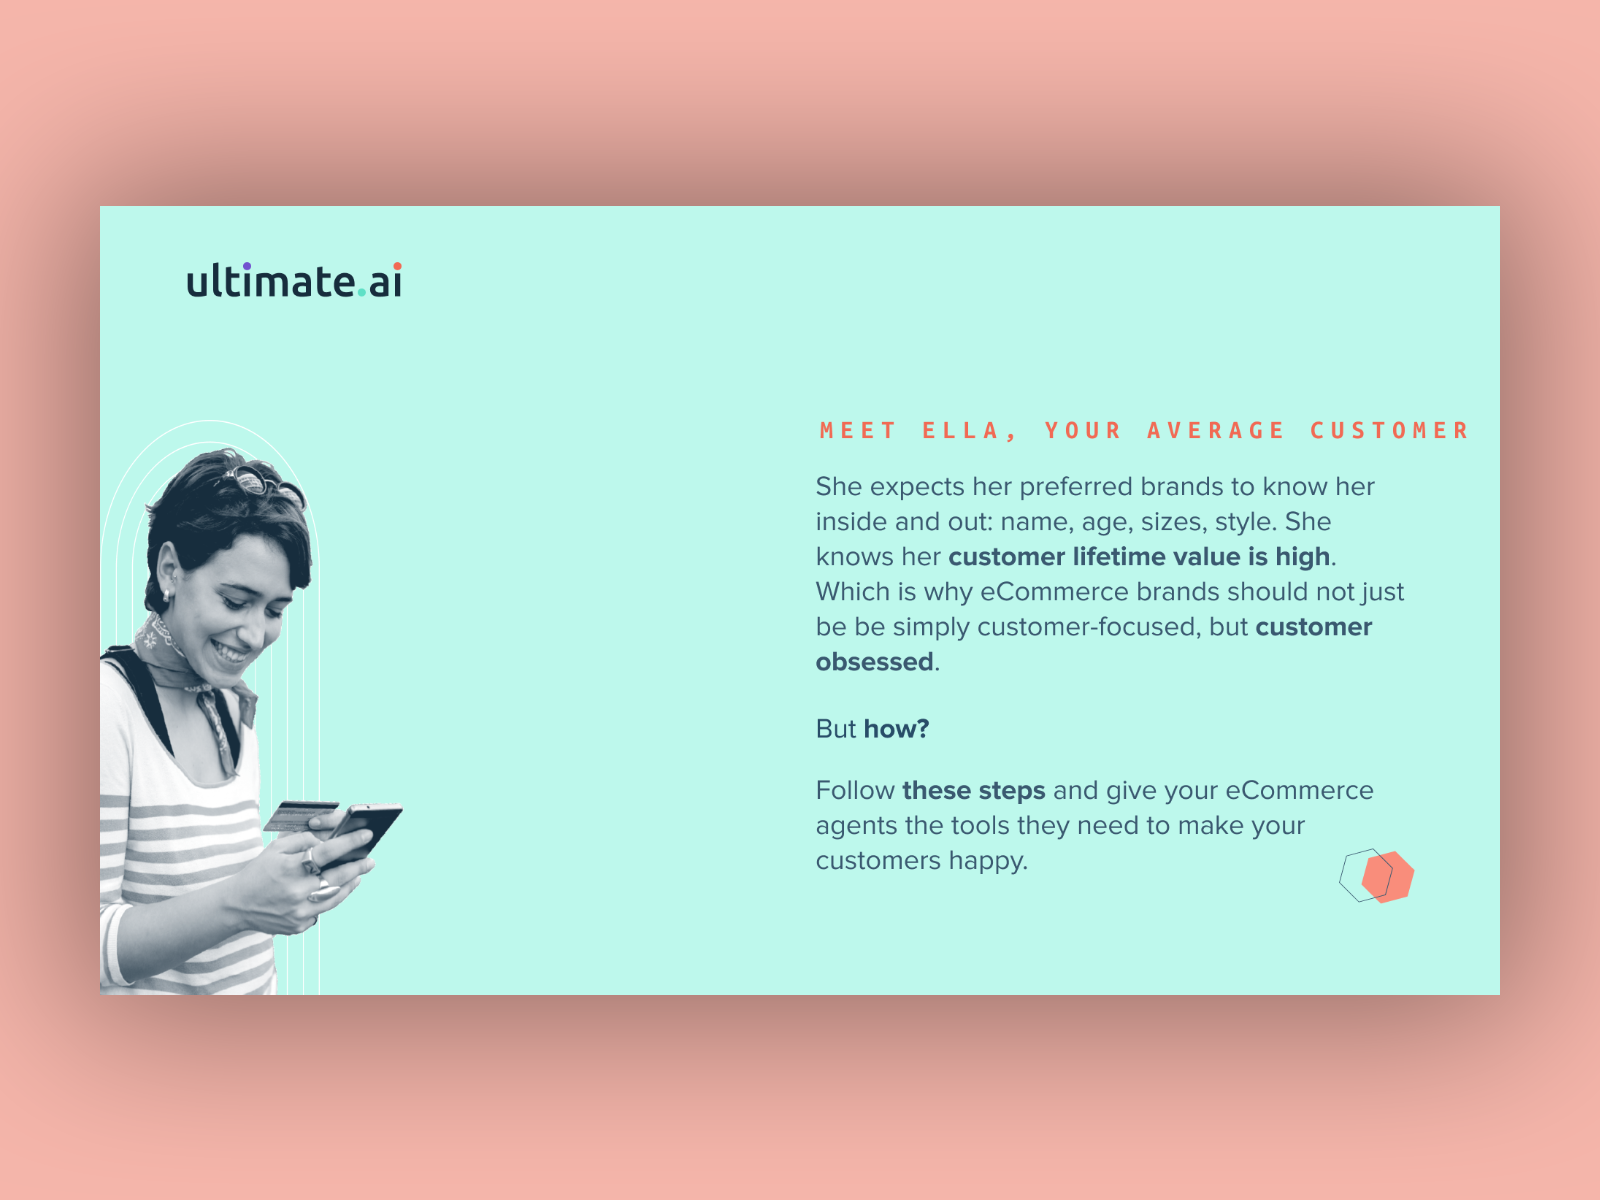 ultimate.ai
MEET ELLA, YOUR AVERAGE CUSTOMER
She expects her preferred brands to know her
inside and out: name, age, sizes, style. She
knows her customer lifetime value is high.
Which is why eCommerce brands should not just
be be simply customer-focused, but customer
obsessed.
But how?
Follow these steps and give your eCommerce
agents the tools they need to make your
customers happy.